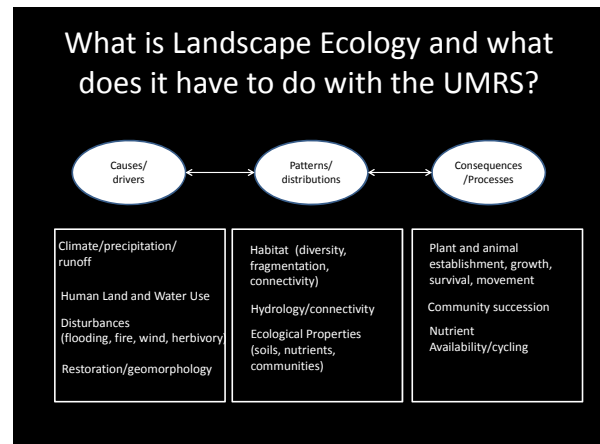 What is Landscape Ecology and what
does it have to do with the UMRS?
Causes/
drivers
Patterns/
distributions
Consequences
/Processes
Climate/precipitation/
runoff
Human Land and Water Use
Disturbances
(flooding, fire, wind, herbivory)
Restoration/geomorphology
Habitat (diversity,
fragmentation,
connectivity)
Hydrology/connectivity
Ecological Properties
(soils, nutrients,
communities)
Plant and animal
establishment, growth,
survival, movement
Community succession
Nutrient
Availability/cycling